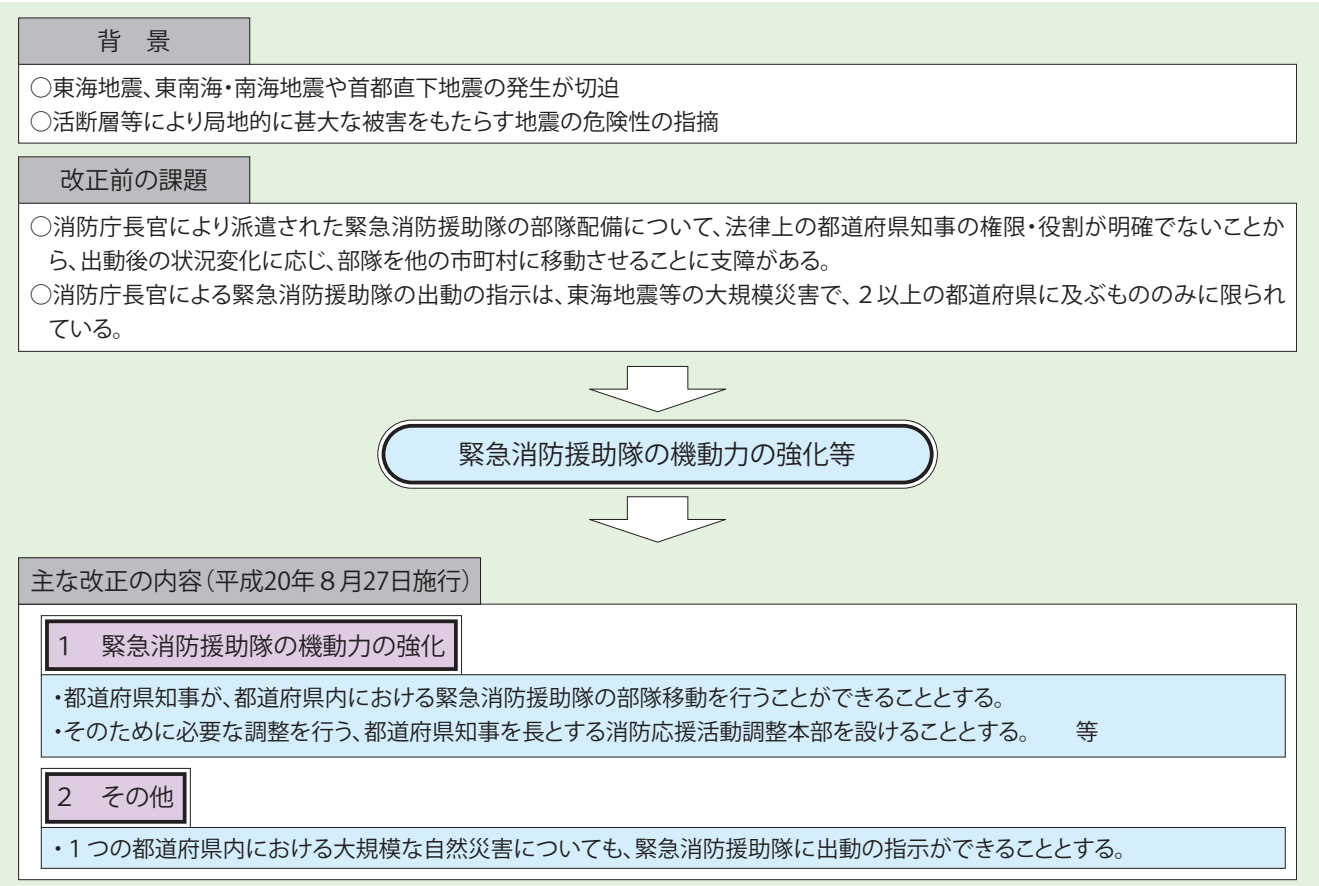 背　景
○東海地震、東南海・南海地震や首都直下地震の発生が切迫
○活断層等により局地的に甚大な被害をもたらす地震の危険性の指摘
改正前の課題
○消防庁長官により派遣された緊急消防援助隊の部隊配備について、法律上の都道府県知事の権限・役割が明確でないことか
ら、出動後の状況変化に応じ、部隊を他の市町村に移動させることに支障がある。
○消防庁長官による緊急消防援助隊の出動の指示は、東海地震等の大規模災害で、２以上の都道府県に及ぶもののみに限られ
ている。
緊急消防援助隊の機動力の強化等
主な改正の内容（平成20年８月27日施行）
１　緊急消防援助隊の機動力の強化
・都道府県知事が、都道府県内における緊急消防援助隊の部隊移動を行うことができることとする。
・そのために必要な調整を行う、都道府県知事を長とする消防応援活動調整本部を設けることとする。　　等
２　その他
・１つの都道府県内における大規模な自然災害についても、緊急消防援助隊に出動の指示ができることとする。